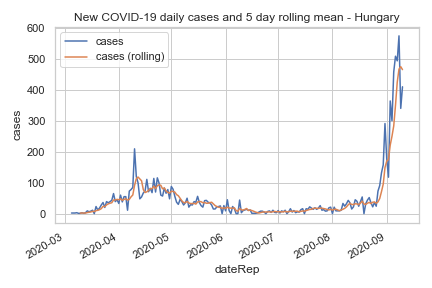 New COVID-19 daily cases and 5 day rolling mean - Hungary
cases
cases (rolling)
600
500
400
300
200
100
0
cases
2020-03
2020-04
2020-05
2020-06
2020-07
2020-08
2020-09
dateRep